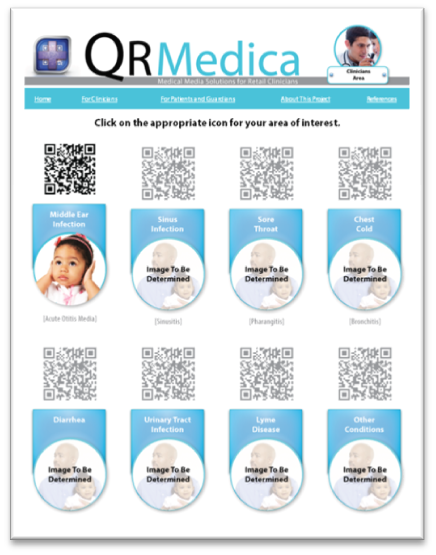 QRMedica
Medical Media Solutions for Retail Clinicians
Clinicians
Area
Home For Clinicians For Patients and Guardians About This Project References
Click on the appropriate icon for your area of interest.
Middle Ear
Infection
Sinus
Infection
Sore
Throat
Chest
Cold
Image To Be
Determined
Image To Be
Determined
Image To Be
Determined
[Acute Otitis Media]
[Sinusitis]
[Pharangitis]
[Bronchitis]
Diarrhea
Urinary Tract
Infection
Lyme
Disease
Other
Conditions
Image To Be
Determined
Image To Be
Determined
Image To Be
Determined
Image To Be
Determined